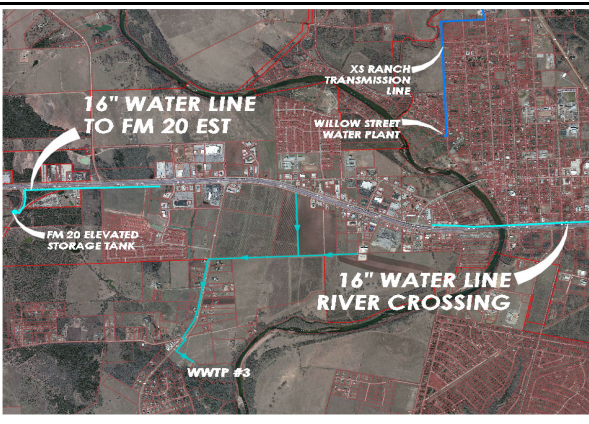 XS RANCH
TRANSMISSION
LINE
16" WATER LINE
TO FM 20 EST
WILLOW STREET
WATER PLANT
FM 20 ELEVATED
STORAGE TANK
16" WATER LINE
RIVER CROSSING
WWTP #3